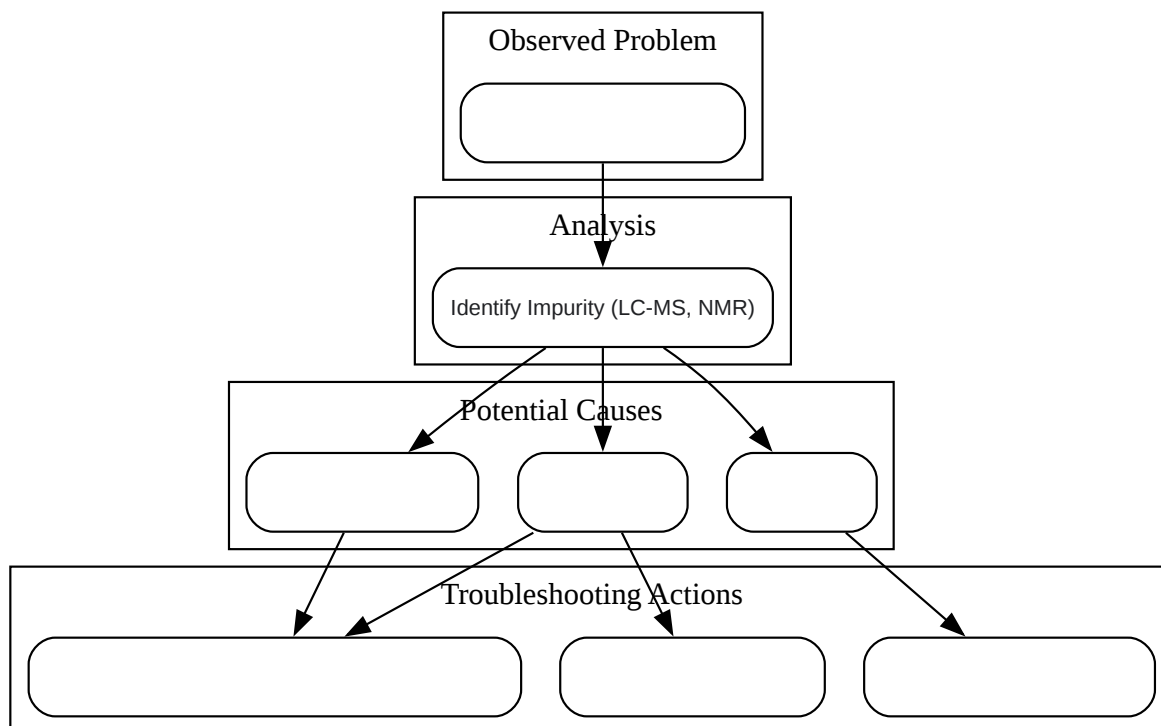 Observed Problem
Analysis
Identify Impurity (LC-MS, NMR)
Potential Causes
Troubleshooting Actions